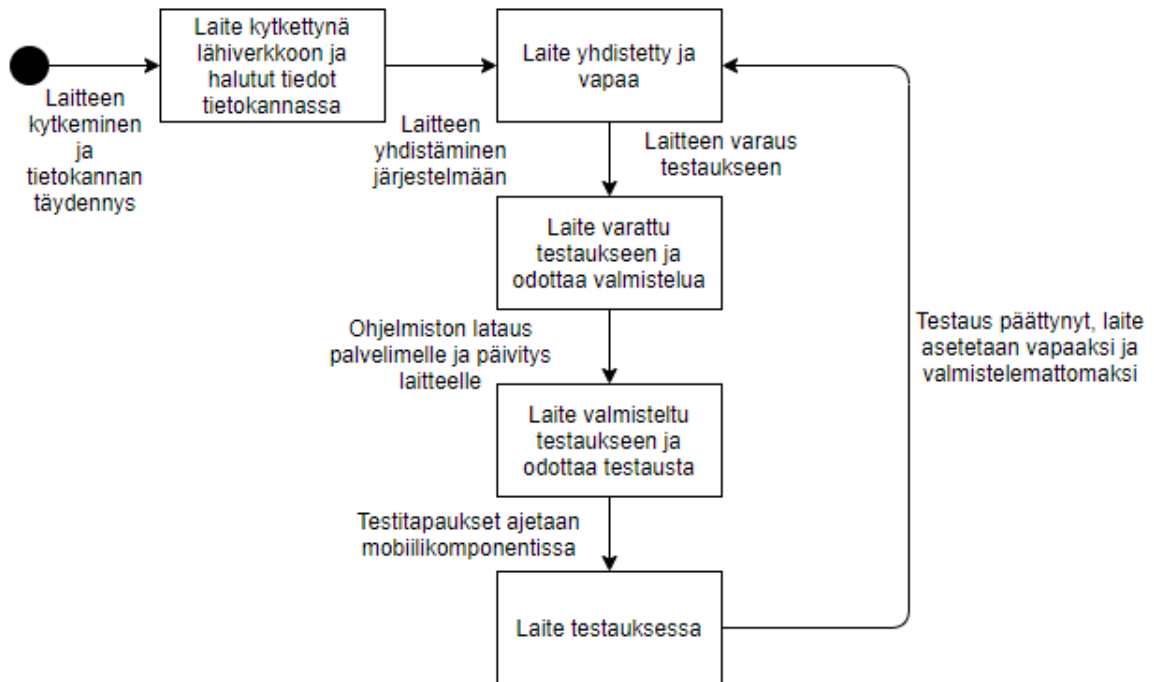 Laite kytkettynä
lähiverkkoon ja
halutut tiedot
tietokannassa
Laite yhdistetty ja
vapaa
Laitteen
kytkeminen
ja
tietokannan
täydennys
Laitteen
yhdistäminen
järjestelmään
Laitteen varaus
testaukseen
Laite varattu
testaukseen ja
odottaa valmistelua
Ohjelmiston lataus
palvelimelle ja päivitys
laitteelle
Testaus päättynyt, laite
asetetaan vapaaksi ja
valmistelemattomaksi
Laite valmisteltu
testaukseen ja
odottaa testausta
Testitapaukset ajetaan
mobiilikomponentissa
Laite testauksessa